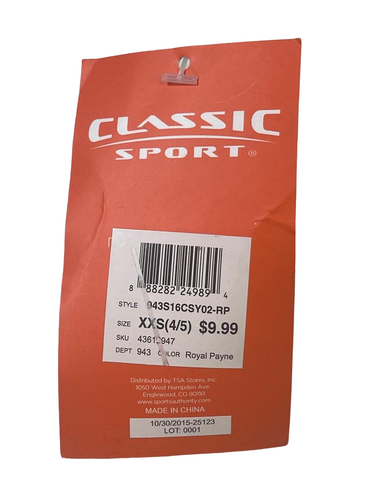 CLASSIC
SPORT®
8 88282 24989 4
STYLE 943S16CSY02-RP
SIZE XXS(4/5) $9.99
SKU
DEPT 943 COLOR Royal Payne
Distributed by TSA Stores, Inc.
1050 West Hampden Ave.
Englewood, CO 80110
www.sportsauthority.com
MADE IN CHINA
10/30/2015-25123
LOT: 0001